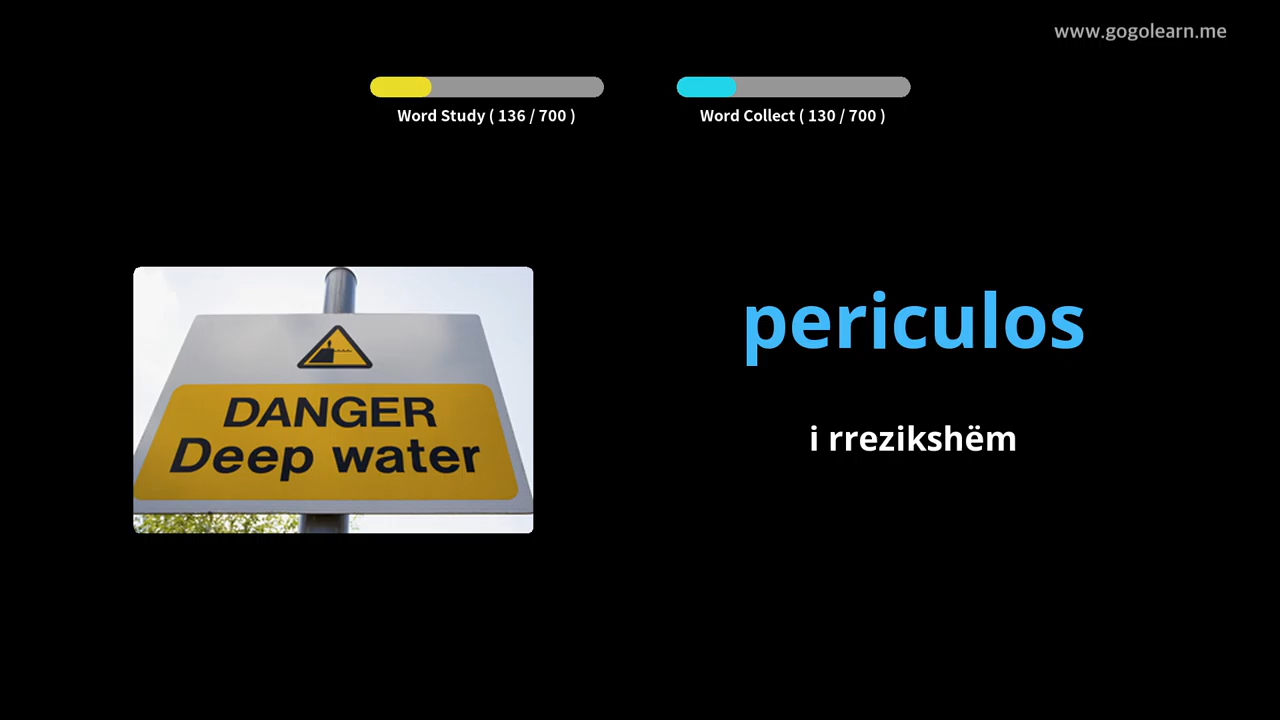 www.gogolearn.me
Word Study ( 136 / 700 )
Word Collect ( 130 / 700 )
DANGER
Deep water
periculos
i rrezikshëm